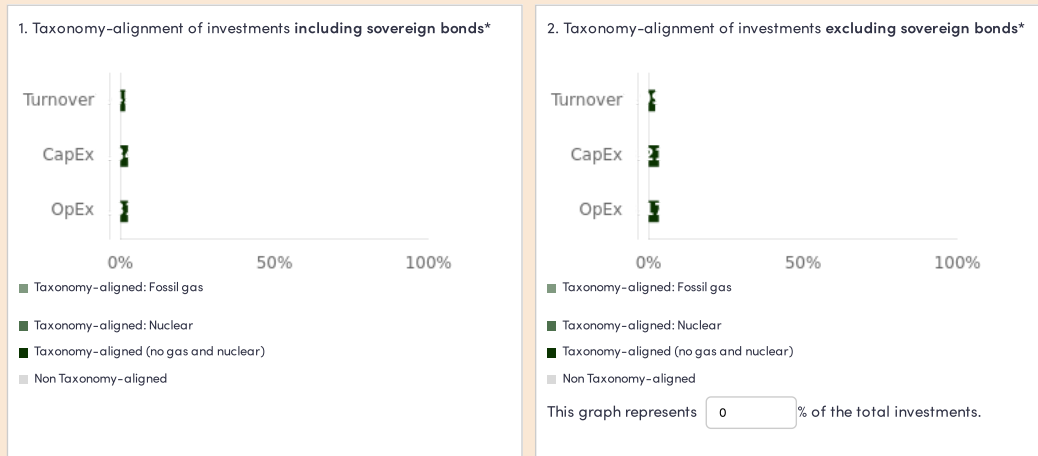 1. Taxonomy-alignment of investments including sovereign bonds*
Turnover
CapEx
OpEx
0% 50% 100%
Taxonomy-aligned: Fossil gas
Taxonomy-aligned: Nuclear
Taxonomy-aligned (no gas and nuclear)
Non Taxonomy-aligned
2. Taxonomy-alignment of investments excluding sovereign bonds*
Turnover
CapEx
OpEx
0% 50% 100%
Taxonomy-aligned: Fossil gas
Taxonomy-aligned: Nuclear
Taxonomy-aligned (no gas and nuclear)
Non Taxonomy-aligned
This graph represents 0 % of the total investments.